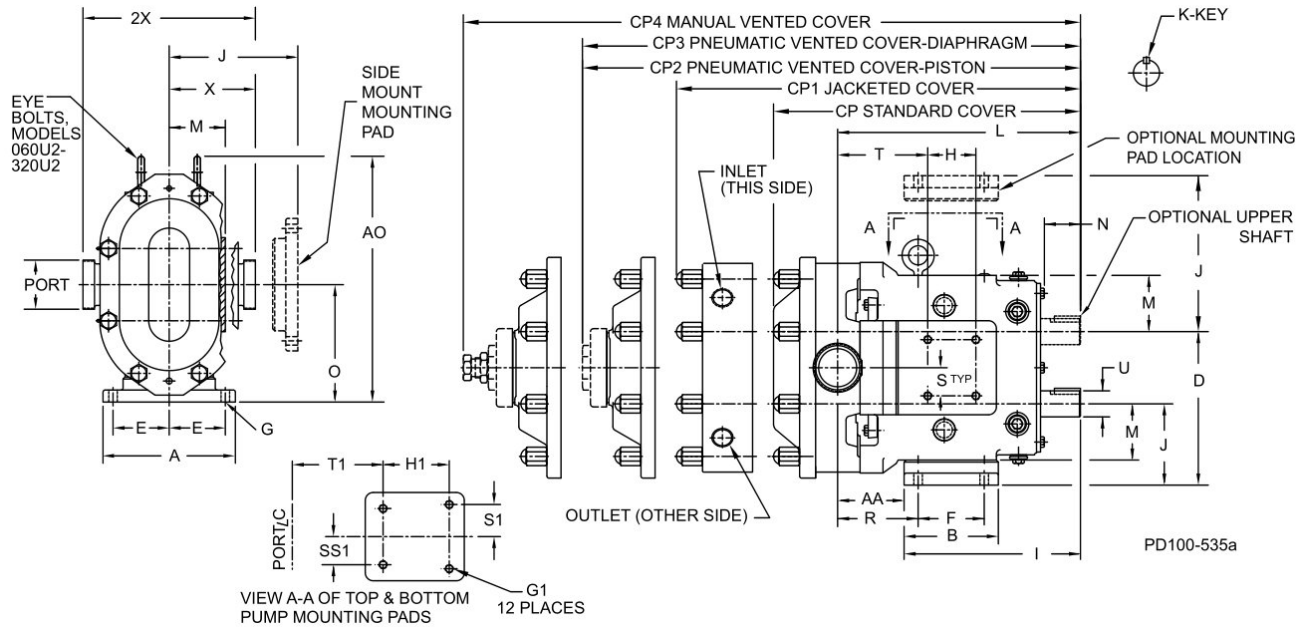 2X
J
X
M
EYE
BOLTS,
MODELS
060U2-
320U2
SIDE
MOUNT
MOUNTING
PAD
PORT
AO
O
E
E
A
G
CP4 MANUAL VENTED COVER
CP3 PNEUMATIC VENTED COVER-DIAPHRAGM
CP2 PNEUMATIC VENTED COVER-PISTON
CP1 JACKETED COVER
CP STANDARD COVER
L
T
H
K-KEY
OPTIONAL MOUNTING
PAD LOCATION
INLET
(THIS SIDE)
A
A
N
OPTIONAL UPPER
SHAFT
J
M
S TYP
U
D
M
J
OUTLET (OTHER SIDE)
AA
R
F
B
I
T1
H1
PORT C/L
S1
SS1
G1
12 PLACES
VIEW A-A OF TOP & BOTTOM
PUMP MOUNTING PADS
PD100-535a